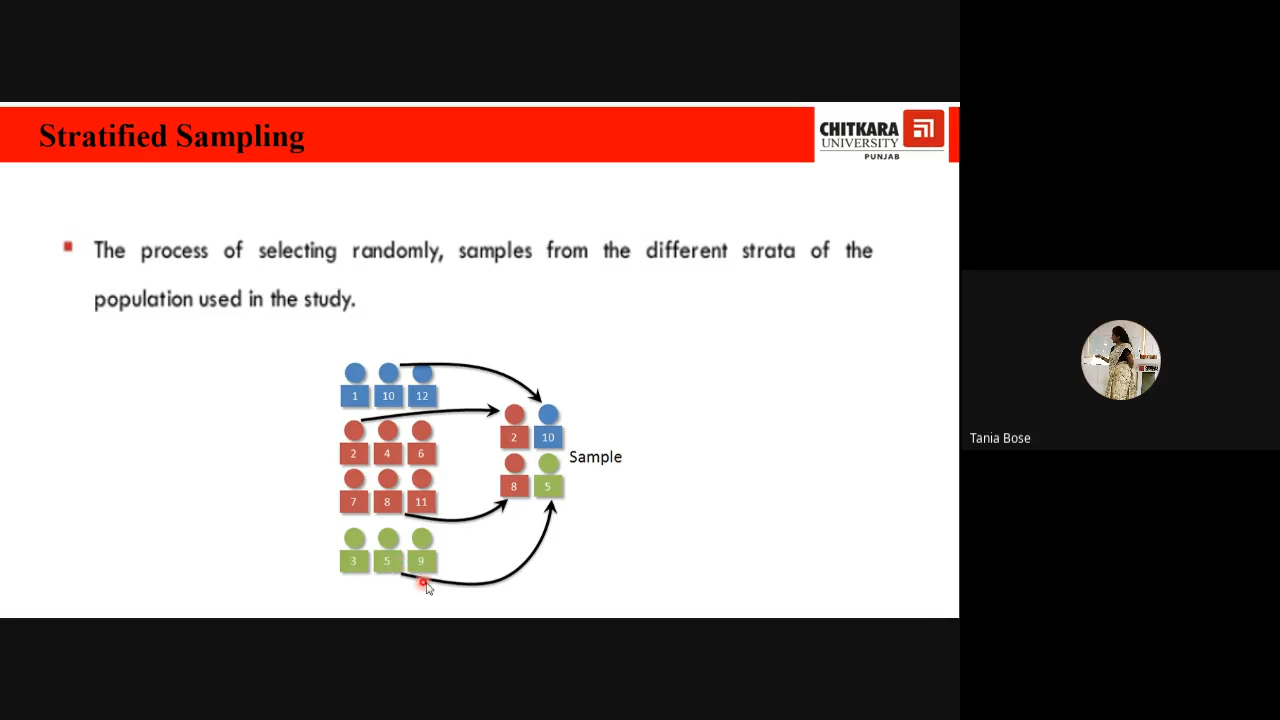 Stratified Sampling
CHITKARA
UNIVERSITY
PUNJAB
The process of selecting randomly, samples from the different strata of the
population used in the study.
1 10 12
2 4 6
7 8 11
3 5 9
2 10
8 5
Sample
Tania Bose